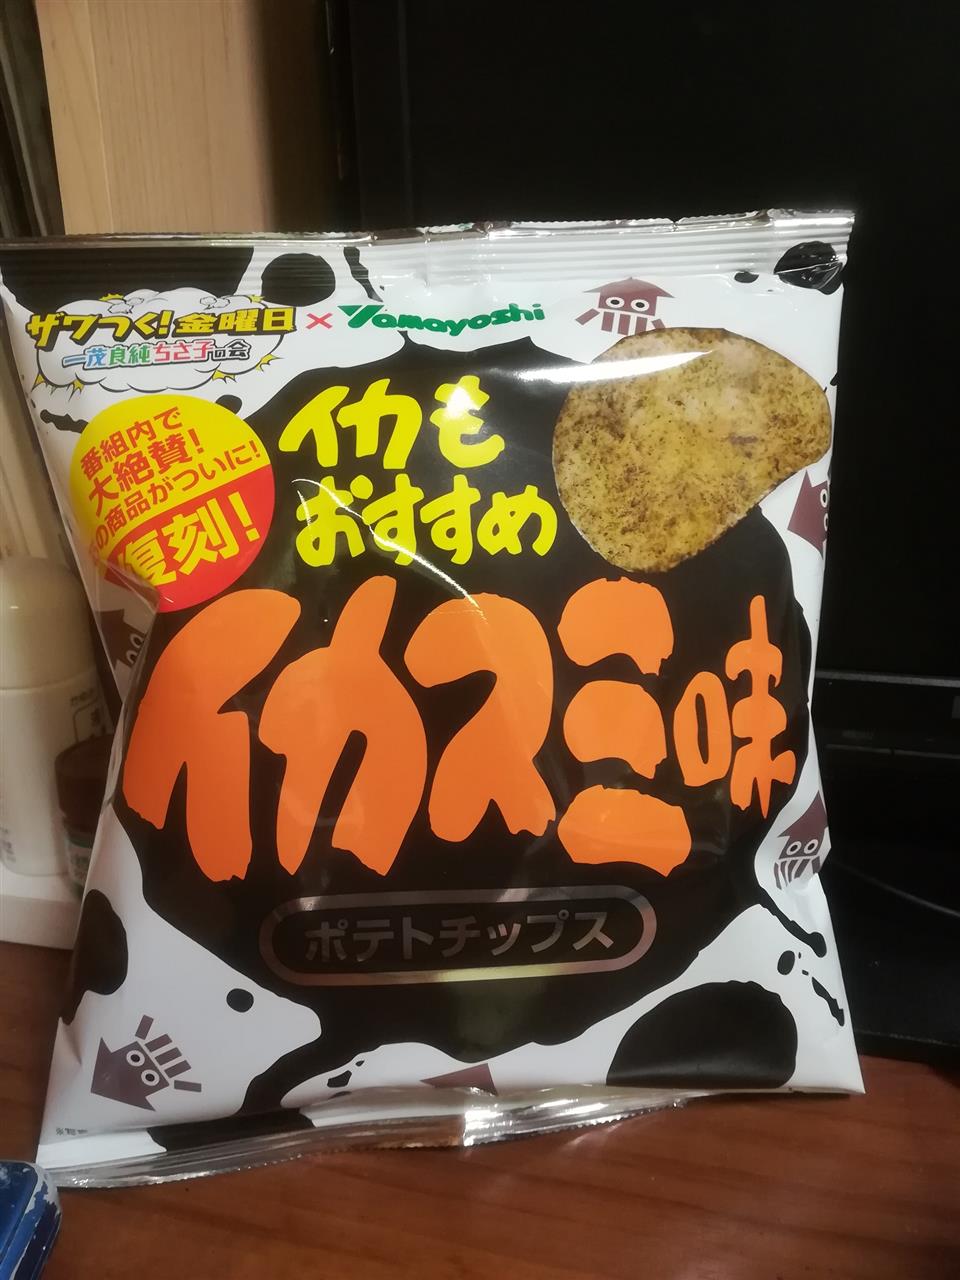 ザワつく!金曜日
一茂良純ちさ子の会
×
Yamayoshi
番組内で
大絶賛!
の商品がついに!
復刻!
イカも
おすすめ
イカスミ味
ポテトチップス